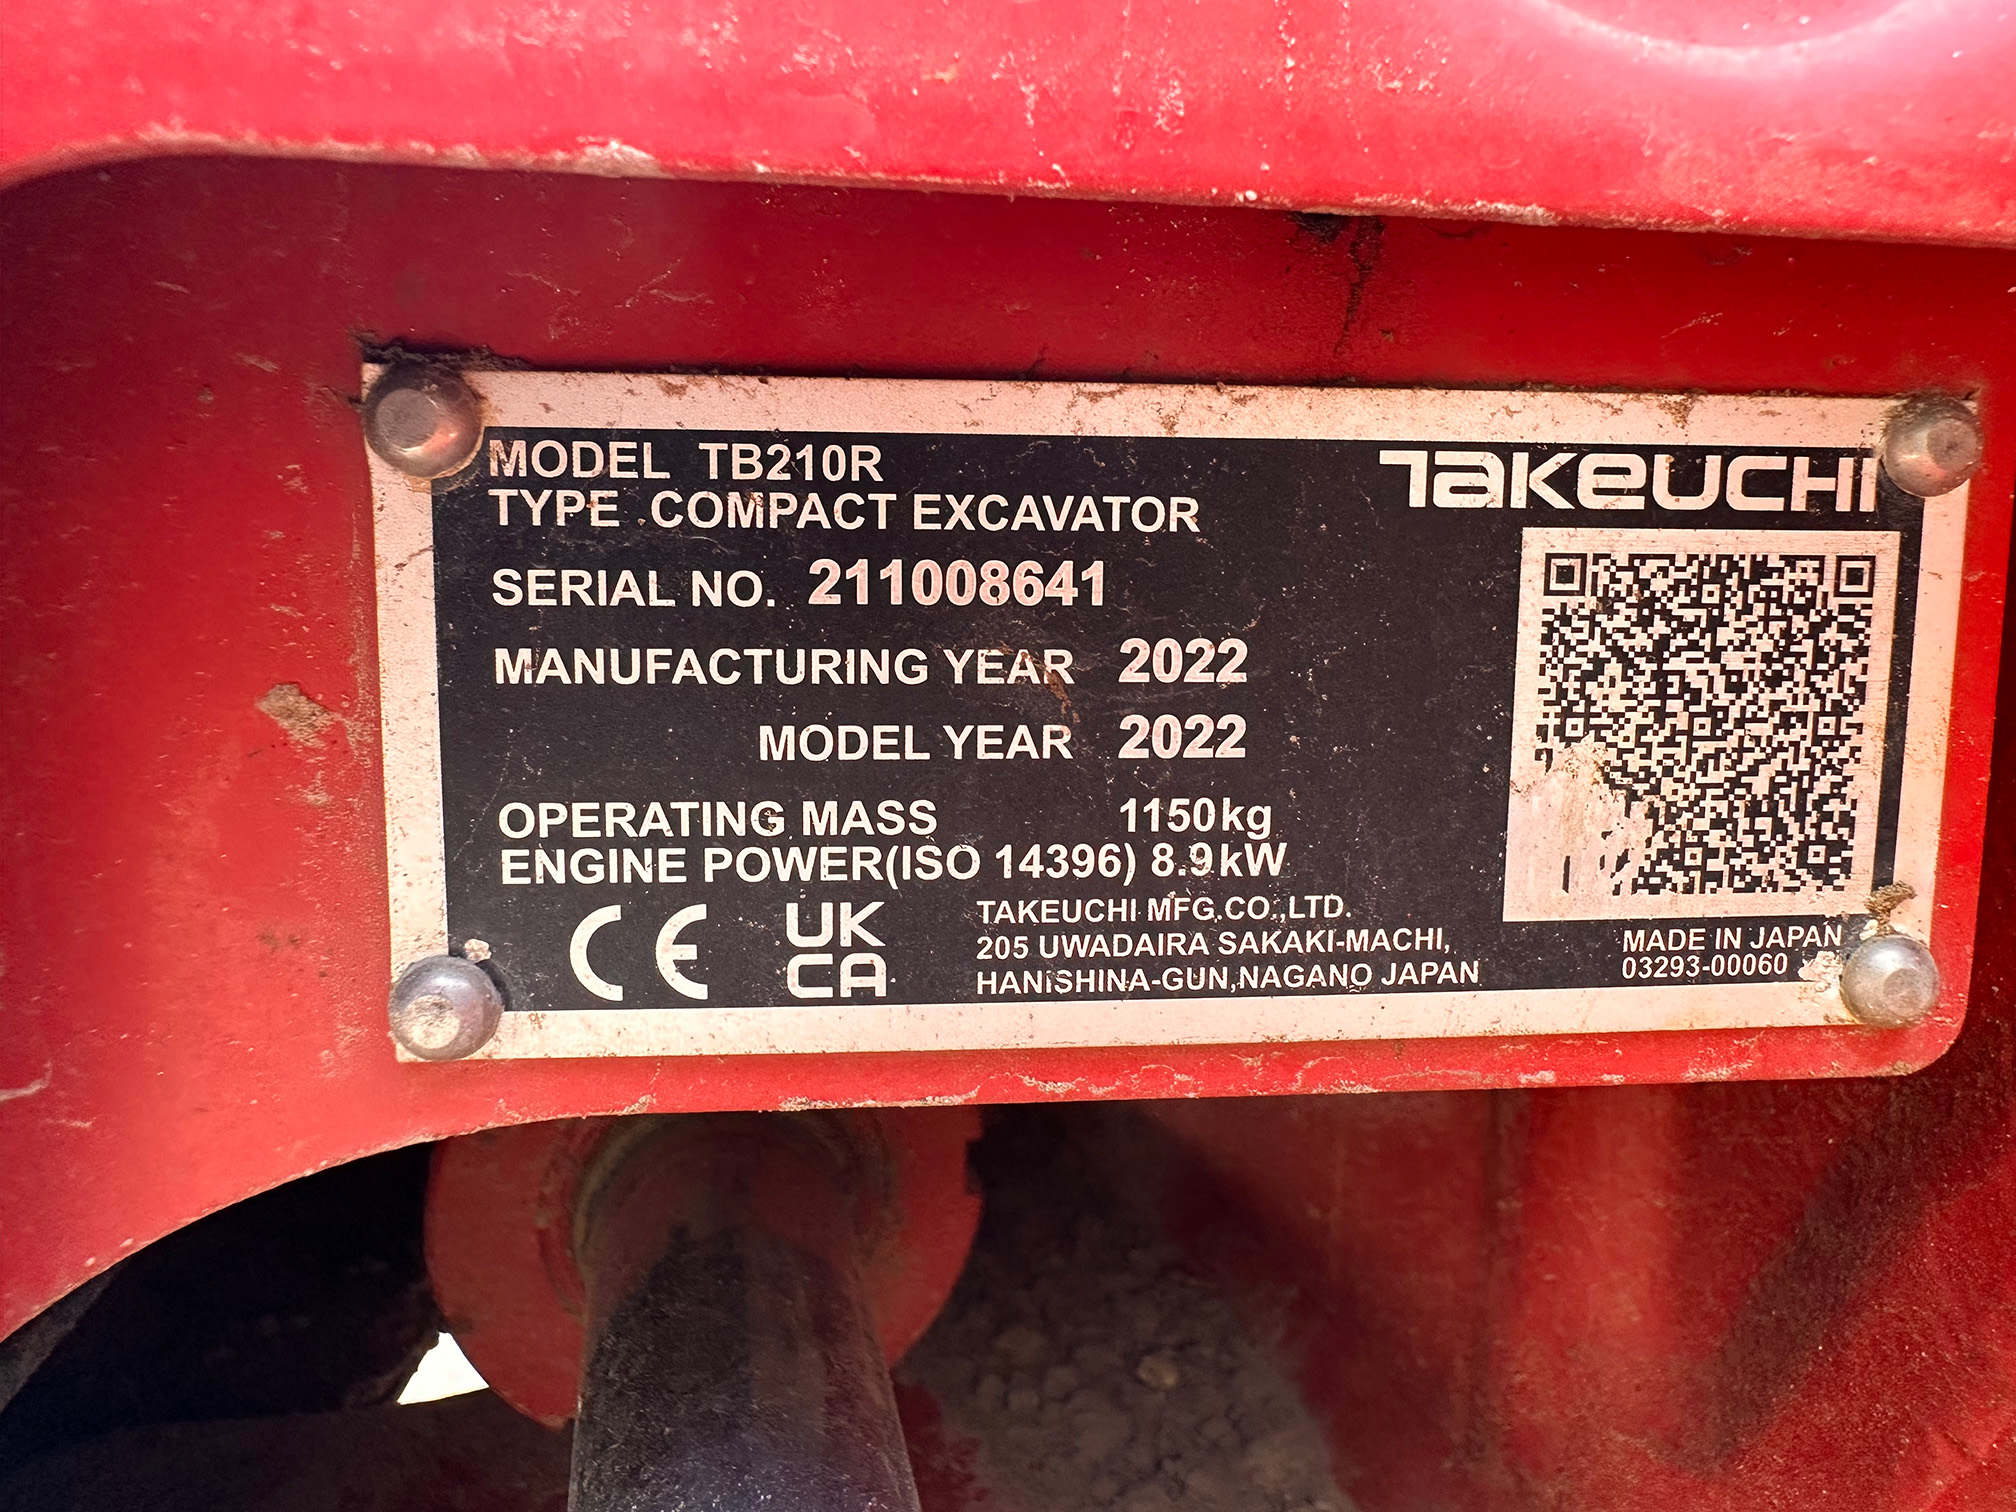 MODEL TB210R
TAKEUCHI
TYPE COMPACT EXCAVATOR
SERIAL NO. 211008641
MANUFACTURING YEAR 2022
MODEL YEAR 2022
OPERATING MASS 1150kg
ENGINE POWER(ISO 14396) 8.9kW
CE
UK
CA
TAKEUCHI MFG.CO.,LTD.
205 UWADAIRA SAKAKI-MACHI,
HANISHINA-GUN,NAGANO JAPAN
MADE IN JAPAN
03293-00060